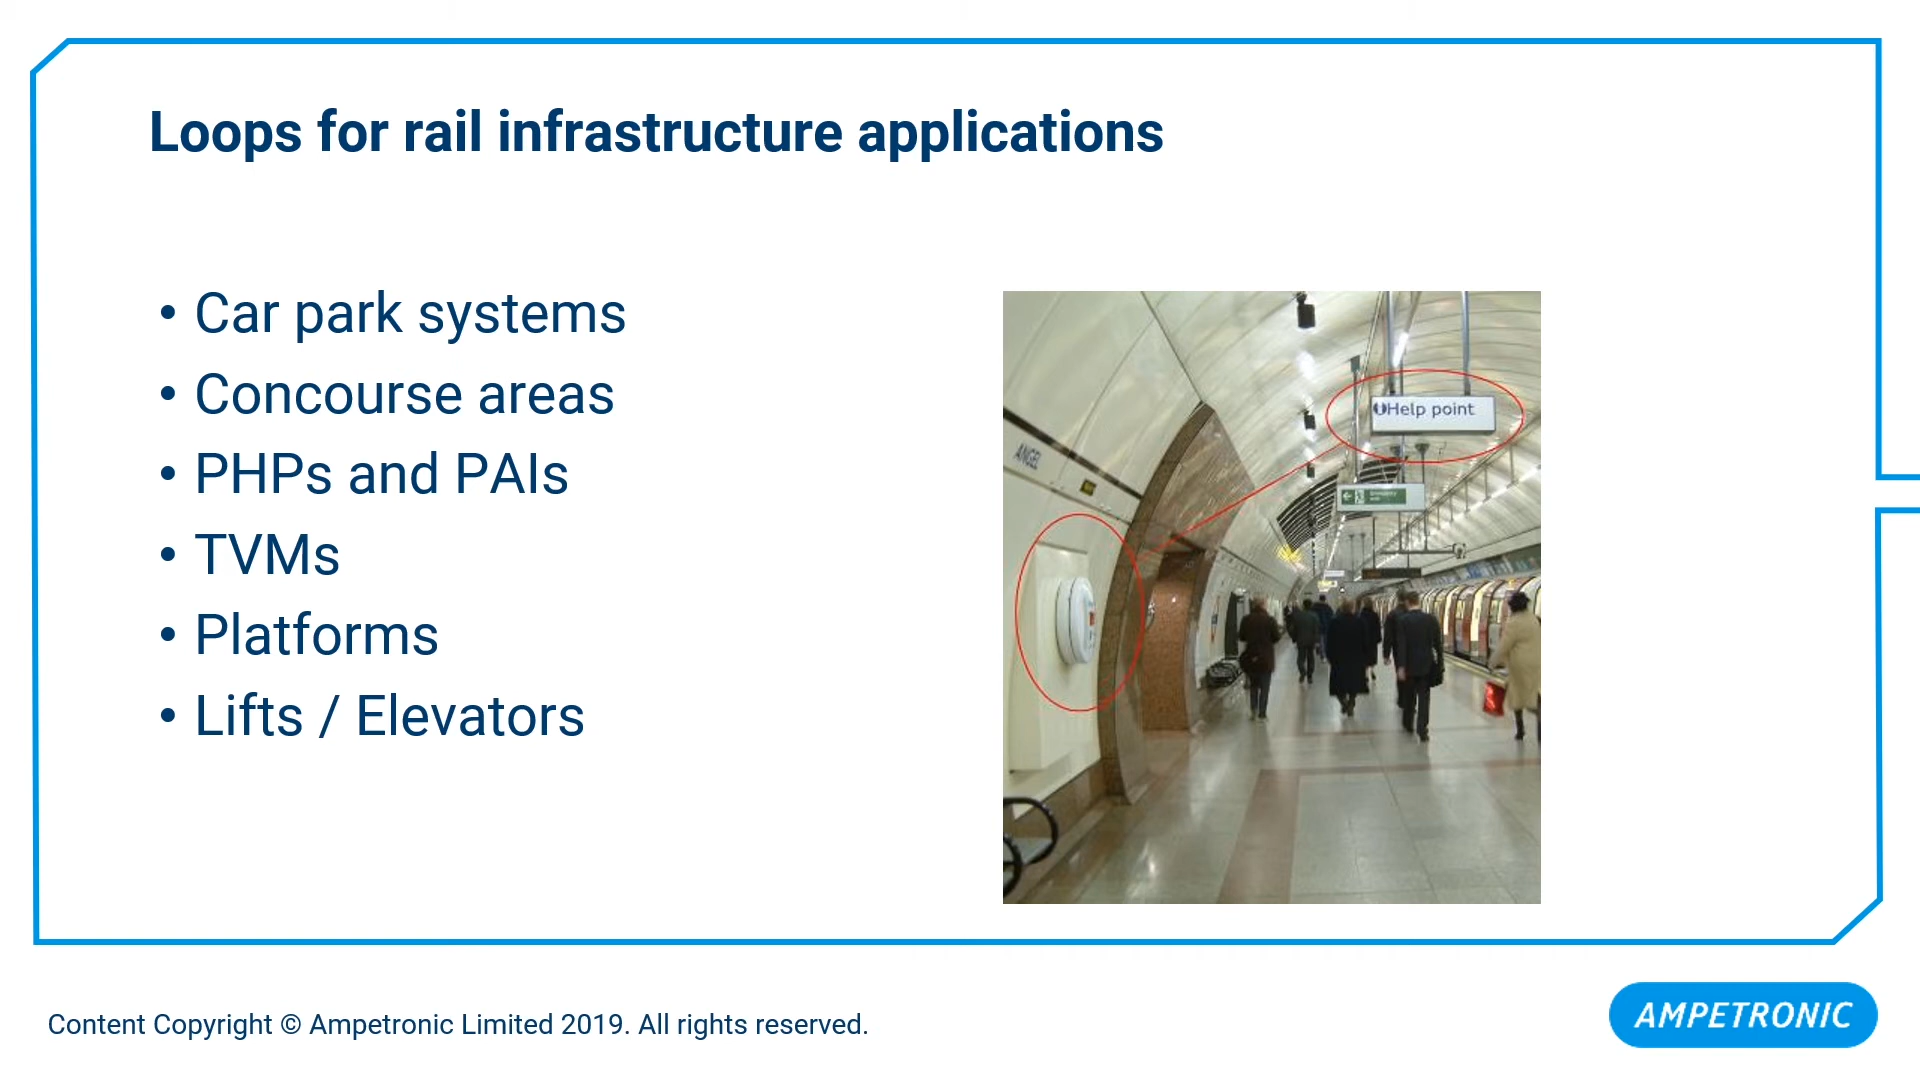 Loops for rail infrastructure applications
• Car park systems
• Concourse areas
• PHPs and PAIs
• TVMs
• Platforms
• Lifts / Elevators
Help point
ANGEL
Content Copyright © Ampetronic Limited 2019. All rights reserved.
AMPETRONIC